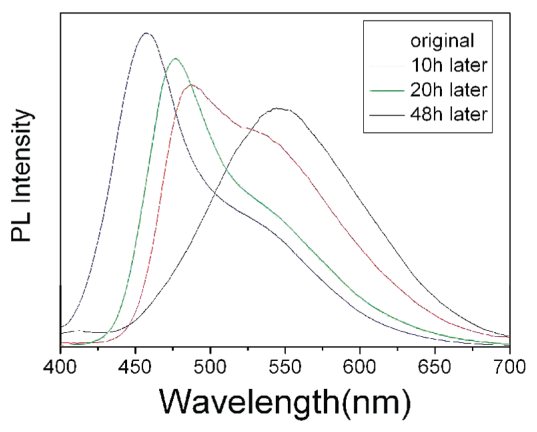 original
10h later
20h later
48h later
PL Intensity
400 450 500 550 600 650 700
Wavelength(nm)